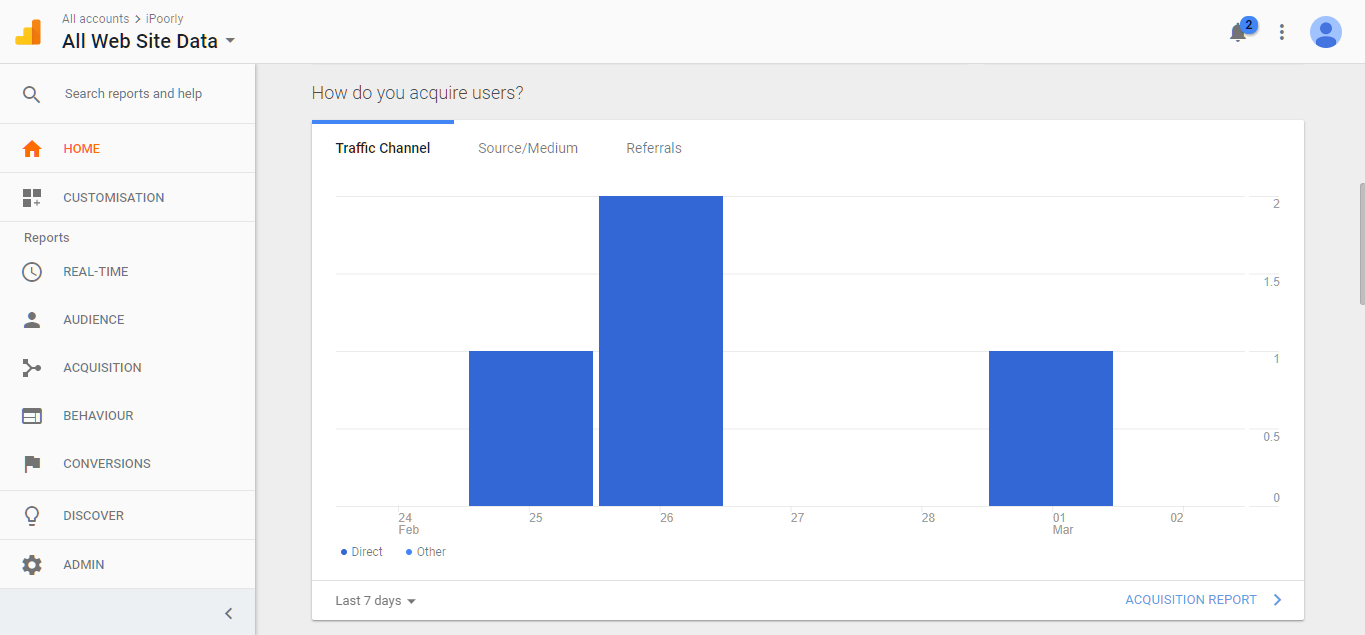 All accounts > iPoorly
All Web Site Data
2
Search reports and help
HOME
CUSTOMISATION
Reports
REAL-TIME
AUDIENCE
ACQUISITION
BEHAVIOUR
CONVERSIONS
DISCOVER
ADMIN
How do you acquire users?
Traffic Channel Source/Medium Referrals
2
1.5
1
0.5
0
24 25 26 27 28 01 02
Feb Mar
Direct Other
Last 7 days ACQUISITION REPORT